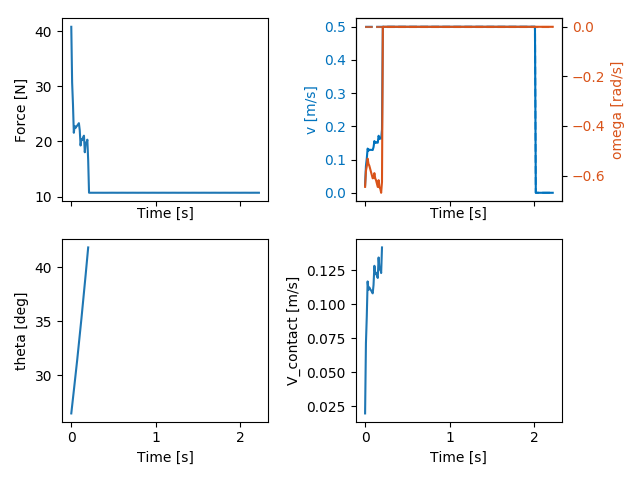 40
30
20
10
Force [N]
Time [s]
0.5
0.4
0.3
0.2
0.1
0.0
v [m/s]
0.0
−0.2
−0.4
−0.6
omega [rad/s]
Time [s]
40
35
30
theta [deg]
0 1 2
Time [s]
0.125
0.100
0.075
0.050
0.025
V_contact [m/s]
0 1 2
Time [s]